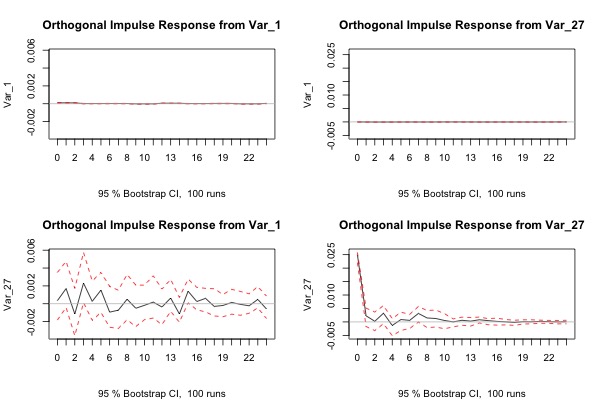 Orthogonal Impulse Response from Var_1
Var_1
0.006
0.002
-0.002
0 2 4 6 8 10 13 16 19 22
95 % Bootstrap CI, 100 runs
Orthogonal Impulse Response from Var_27
Var_1
0.025
0.010
-0.005
0 2 4 6 8 10 13 16 19 22
95 % Bootstrap CI, 100 runs
Orthogonal Impulse Response from Var_1
Var_27
0.006
0.002
-0.002
0 2 4 6 8 10 13 16 19 22
95 % Bootstrap CI, 100 runs
Orthogonal Impulse Response from Var_27
Var_27
0.025
0.010
-0.005
0 2 4 6 8 10 13 16 19 22
95 % Bootstrap CI, 100 runs